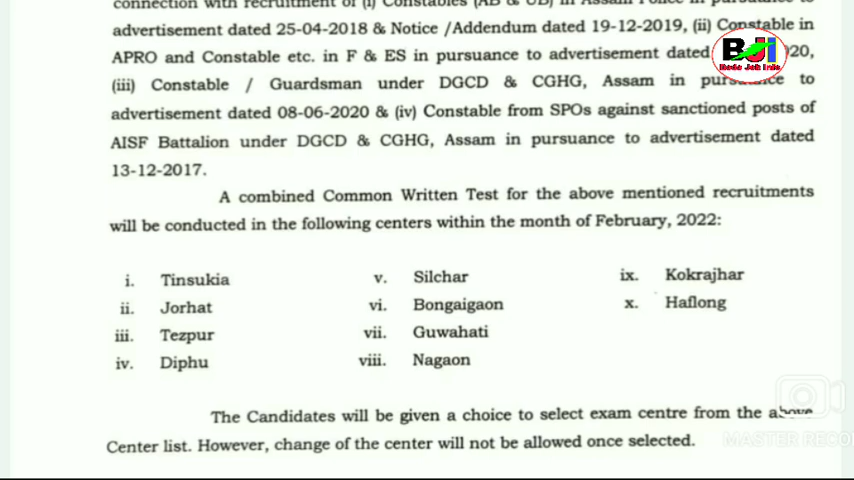 connection with recruitment of (i) Constables (AB & UB) in Assam Police in pursuance to
advertisement dated 25-04-2018 & Notice /Addendum dated 19-12-2019, (ii) Constable in
APRO and Constable etc. in F & ES in pursuance to advertisement dated 020,
(iii) Constable / Guardsman under DGCD & CGHG, Assam in pursuance to
advertisement dated 08-06-2020 & (iv) Constable from SPOs against sanctioned posts of
AISF Battalion under DGCD & CGHG, Assam in pursuance to advertisement dated
13-12-2017.
A combined Common Written Test for the above mentioned recruitments
will be conducted in the following centers within the month of February, 2022:
i. Tinsukia v. Silchar ix. Kokrajhar
ii. Jorhat vi. Bongaigaon x. Haflong
iii. Tezpur vii. Guwahati
iv. Diphu viii. Nagaon
The Candidates will be given a choice to select exam centre from the above
Center list. However, change of the center will not be allowed once selected.
BJI
Bodo Job Info
MASTER RECO